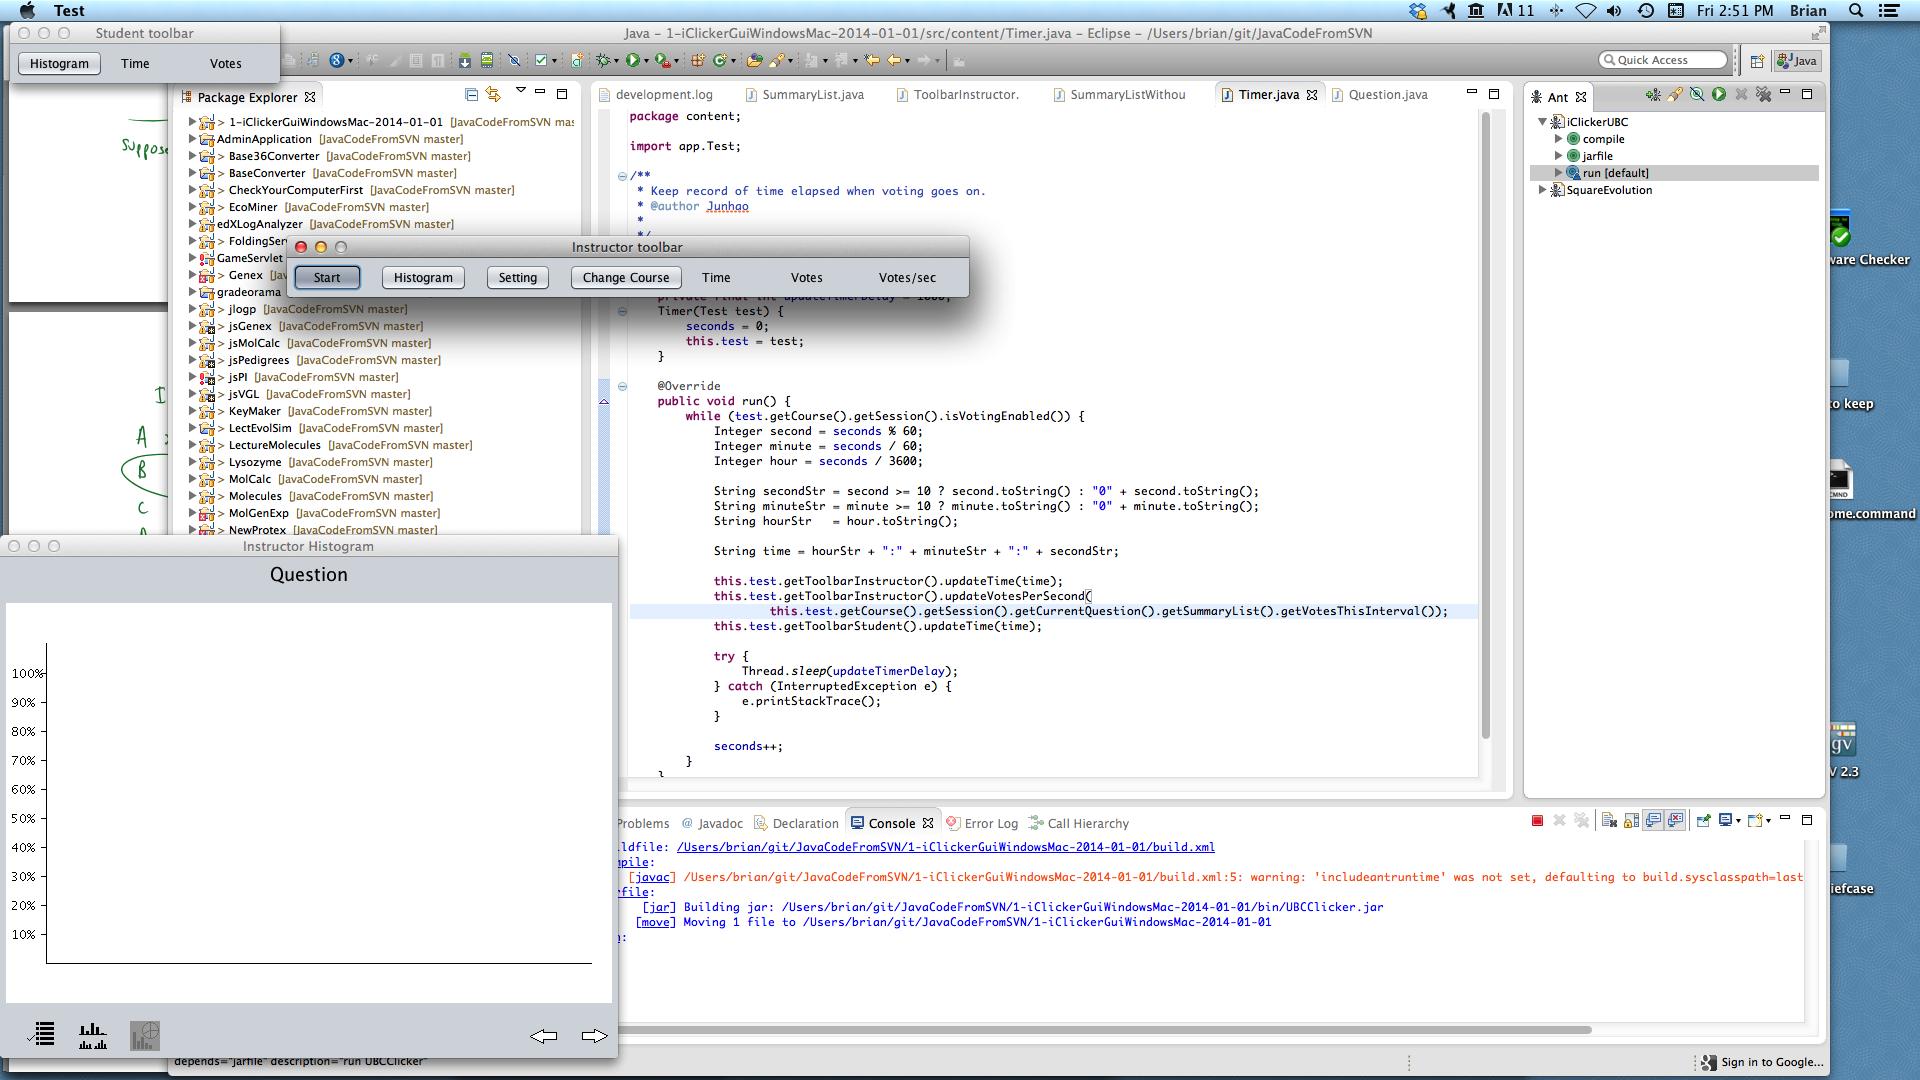 Test
11
Fri 2:51 PM
Brian
Student toolbar
Histogram
Time
Votes
Java - 1-iClickerGuiWindowsMac-2014-01-01/src/content/Timer.java - Eclipse - /Users/brian/git/JavaCodeFromSVN
Quick Access
Java
Package Explorer
> 1-iClickerGuiWindowsMac-2014-01-01 [JavaCodeFromSVN mas
AdminApplication [JavaCodeFromSVN master]
> Base36Converter [JavaCodeFromSVN master]
> BaseConverter [JavaCodeFromSVN master]
> CheckYourComputerFirst [JavaCodeFromSVN master]
> EcoMiner [JavaCodeFromSVN master]
edXLogAnalyzer [JavaCodeFromSVN master]
> FoldingServ
GameServlet
> Genex
gradeorama
> jlogp [JavaCodeFromSVN master]
> jsGenex [JavaCodeFromSVN master]
> jsMolCalc [JavaCodeFromSVN master]
> jsPedigrees [JavaCodeFromSVN master]
> jsPI [JavaCodeFromSVN master]
> jsVGL [JavaCodeFromSVN master]
> KeyMaker [JavaCodeFromSVN master]
> LectEvolSim [JavaCodeFromSVN master]
> LectureMolecules [JavaCodeFromSVN master]
> Lysozyme [JavaCodeFromSVN master]
> MolCalc [JavaCodeFromSVN master]
> Molecules [JavaCodeFromSVN master]
> MolGenExp [JavaCodeFromSVN master]
> NewProtex [JavaCodeFromSVN master]
suppose
I
A
B
C
development.log
SummaryList.java
ToolbarInstructor.
SummaryListWithou
Timer.java
Question.java
package content;
import app.Test;
/**
* Keep record of time elapsed when voting goes on.
* @author Junhao
*
*/
Instructor toolbar
Start
Histogram
Setting
Change Course
Time
Votes
Votes/sec
private final int updateTimerDelay = 1000;
Timer(Test test) {
seconds = 0;
this.test = test;
}
@Override
public void run() {
while (test.getCourse().getSession().isVotingEnabled()) {
Integer second = seconds % 60;
Integer minute = seconds / 60;
Integer hour = seconds / 3600;
String secondStr = second >= 10 ? second.toString() : "0" + second.toString();
String minuteStr = minute >= 10 ? minute.toString() : "0" + minute.toString();
String hourStr   = hour.toString();
String time = hourStr + ":" + minuteStr + ":" + secondStr;
this.test.getToolbarInstructor().updateTime(time);
this.test.getToolbarInstructor().updateVotesPerSecond(
this.test.getCourse().getSession().getCurrentQuestion().getSummaryList().getVotesThisInterval());
this.test.getToolbarStudent().updateTime(time);
try {
Thread.sleep(updateTimerDelay);
} catch (InterruptedException e) {
e.printStackTrace();
}
seconds++;
}
}
Ant
iClickerUBC
compile
jarfile
run [default]
SquareEvolution
ware Checker
to keep
CMND
ome.command
gv
V 2.3
iefcase
Instructor Histogram
Question
100%
90%
80%
70%
60%
50%
40%
30%
20%
10%
Problems
@ Javadoc
Declaration
Console
Error Log
Call Hierarchy
ldfile: /Users/brian/git/JavaCodeFromSVN/1-iClickerGuiWindowsMac-2014-01-01/build.xml
mpile:
[javac] /Users/brian/git/JavaCodeFromSVN/1-iClickerGuiWindowsMac-2014-01-01/build.xml:5: warning: 'includeantruntime' was not set, defaulting to build.sysclasspath=last
rfile:
[jar] Building jar: /Users/brian/git/JavaCodeFromSVN/1-iClickerGuiWindowsMac-2014-01-01/bin/UBCClicker.jar
[move] Moving 1 file to /Users/brian/git/JavaCodeFromSVN/1-iClickerGuiWindowsMac-2014-01-01
n:
depends="jarfile" description="run UBCClicker"
Sign in to Google...